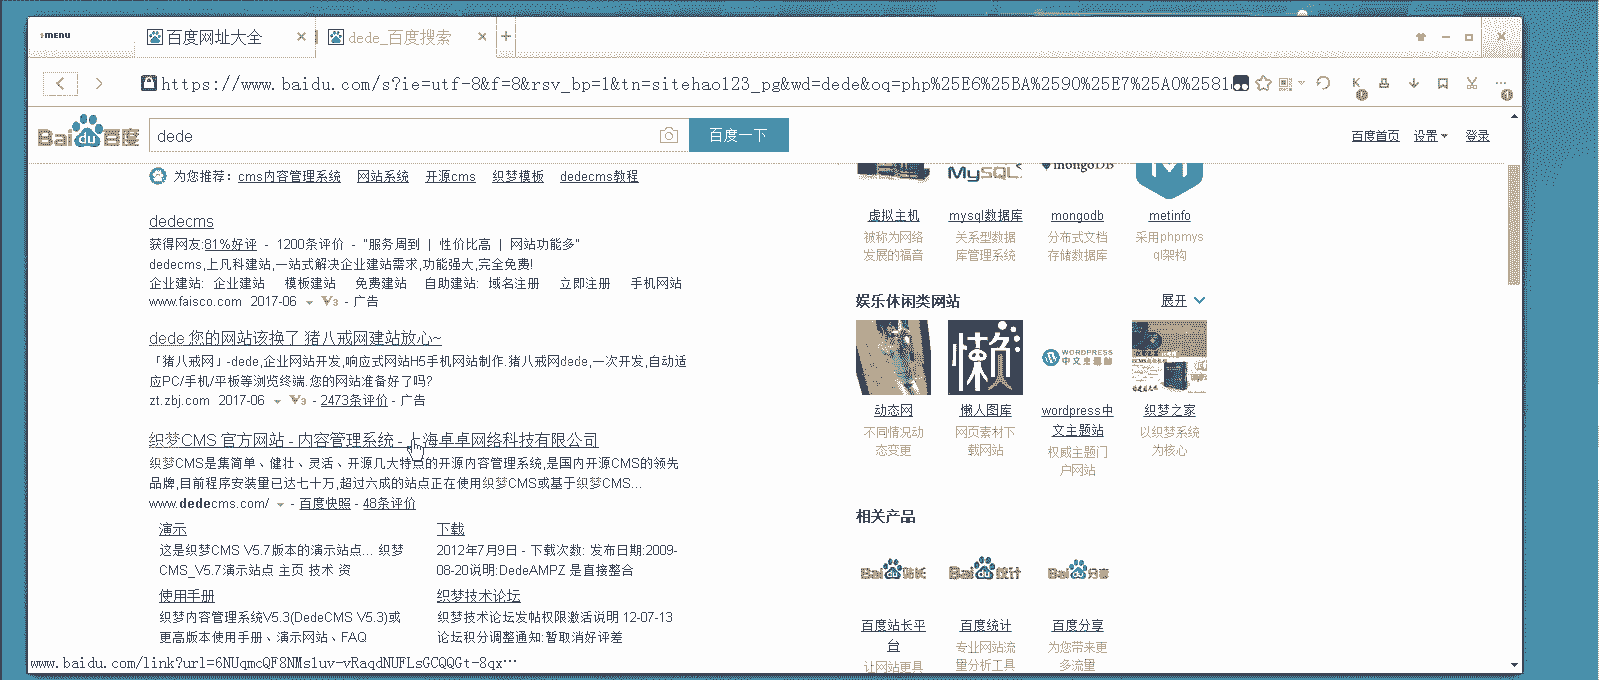 MENU
百度网址大全
dede_百度搜索
https://www.baidu.com/s?ie=utf-8&f=8&rsv_bp=1&tn=sitehao123_pg&wd=dede&oq=php%25E6%25BA%2590%25E7%25A0%2581
Baidu百度
dede
百度一下
百度首页 设置 登录
为您推荐: cms内容管理系统 网站系统 开源cms 织梦模板 dedecms教程
dedecms
获得网友:81%好评 - 1200条评价 - "服务周到 | 性价比高 | 网站功能多"
dedecms,上凡科建站,一站式解决企业建站需求,功能强大,完全免费!
企业建站: 企业建站 模板建站 免费建站 自助建站: 域名注册 立即注册 手机网站
www.faisco.com 2017-06 V3 - 广告
dede 您的网站该换了 猪八戒网建站放心~
「猪八戒网」-dede,企业网站开发,响应式网站H5手机网站制作.猪八戒网dede,一次开发,自动适
应PC/手机/平板等浏览终端.您的网站准备好了吗?
zt.zbj.com 2017-06 V3 - 2473条评价 - 广告
织梦CMS 官方网站 - 内容管理系统 - 上海卓卓网络科技有限公司
织梦CMS是集简单、健壮、灵活、开源几大特点的开源内容管理系统,是国内开源CMS的领先
品牌,目前程序安装量已达七十万,超过六成的站点正在使用织梦CMS或基于织梦CMS...
www.dedecms.com/ - 百度快照 - 48条评价
演示
这是织梦CMS V5.7版本的演示站点... 织梦
CMS_V5.7演示站点 主页 技术 资
下载
2012年7月9日 - 下载次数: 发布日期:2009-
08-20说明:DedeAMPZ 是直接整合
使用手册
织梦内容管理系统V5.3(DedeCMS V5.3)或
更高版本使用手册、演示网站、FAQ
织梦技术论坛
织梦技术论坛发帖权限激活说明 12-07-13
论坛积分调整通知:暂取消好评差
www.baidu.com/link?url=6NUqmcQF8NMs1uv-vRaqdNUFLsGCQQGt-8qx…
MySQL
mongoDB
虚拟主机
被称为网络
发展的福音
mysql数据库
关系型数据
库管理系统
mongodb
分布式文档
存储数据库
metinfo
采用phpmys
ql架构
娱乐休闲类网站 展开
懒
WORDPRESS
动态网
不同情况动
态变更
懒人图库
网页素材下
载网站
wordpress中
文主题站
权威主题门
户网站
织梦之家
以织梦系统
为核心
相关产品
Baidu站长
Baidu统计
Baidu分享
百度站长平
台
让网站更具
百度统计
专业网站流
量分析工具
百度分享
为您带来更
多流量